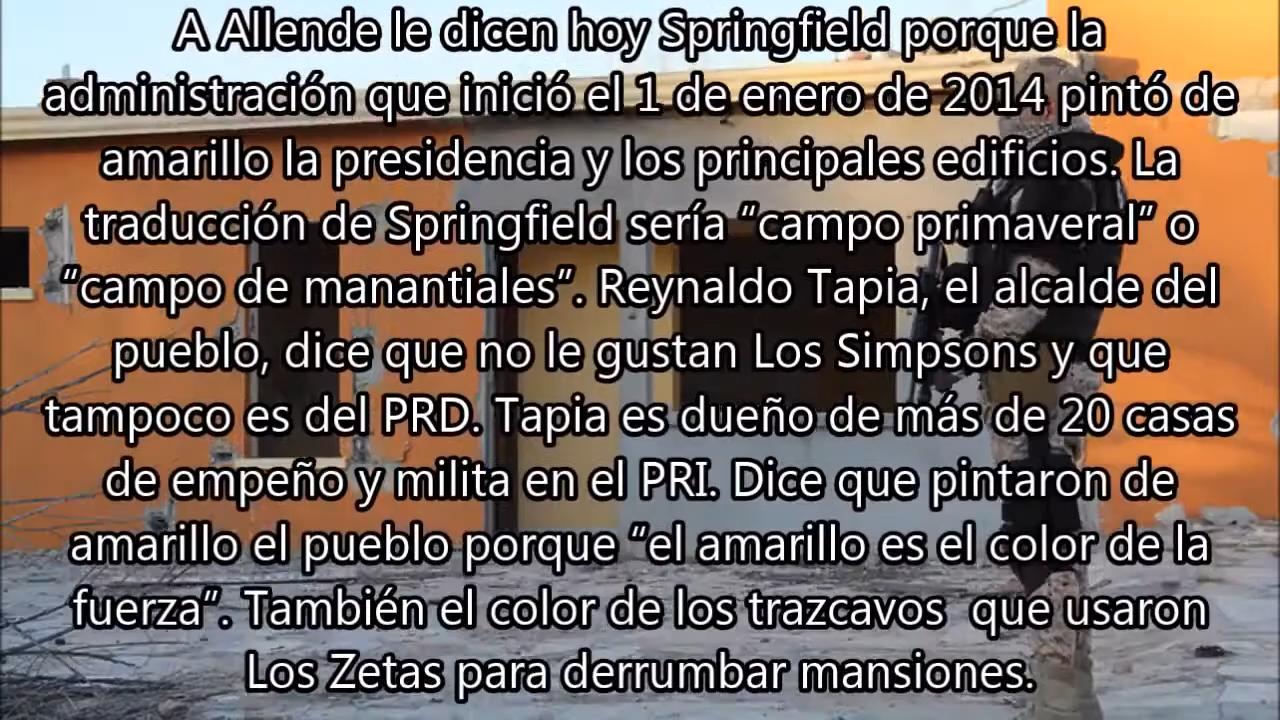 A Allende le dicen hoy Springfield porque la
administración que inició el 1 de enero de 2014 pintó de
amarillo la presidencia y los principales edificios. La
traducción de Springfield sería “campo primaveral” o
“campo de manantiales”. Reynaldo Tapia, el alcalde del
pueblo, dice que no le gustan Los Simpsons y que
tampoco es del PRD. Tapia es dueño de más de 20 casas
de empeño y milita en el PRI. Dice que pintaron de
amarillo el pueblo porque “el amarillo es el color de la
fuerza”. También el color de los trazcavos  que usaron
Los Zetas para derrumbar mansiones.